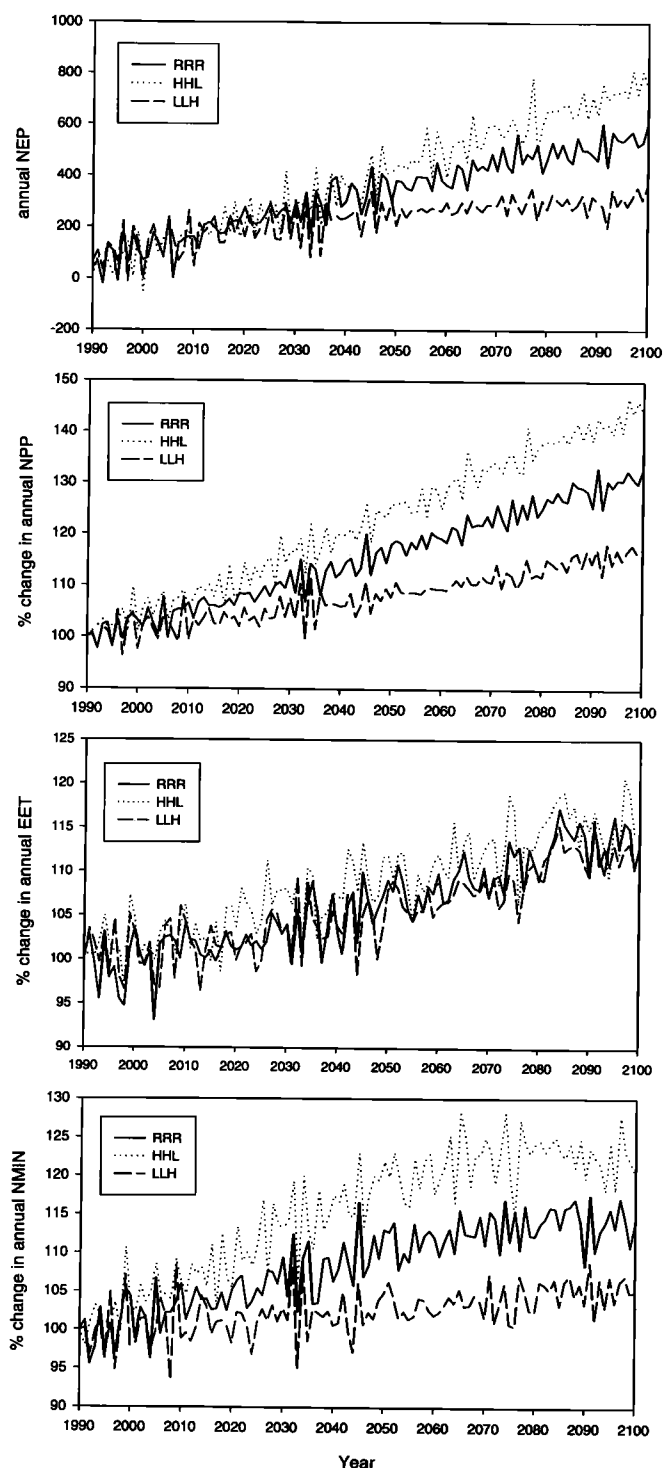 annual NEP
1000
800
600
400
200
0
-200
RRR
HHL
LLH
1990 2000 2010 2020 2030 2040 2050 2060 2070 2080 2090 2100
% change in annual NPP
150
140
130
120
110
100
90
RRR
HHL
LLH
1990 2000 2010 2020 2030 2040 2050 2060 2070 2080 2090 2100
% change in annual EET
125
120
115
110
105
100
95
90
RRR
HHL
LLH
1990 2000 2010 2020 2030 2040 2050 2060 2070 2080 2090 2100
% change in annual NMIN
130
125
120
115
110
105
100
95
90
RRR
HHL
LLH
1990 2000 2010 2020 2030 2040 2050 2060 2070 2080 2090 2100
Year